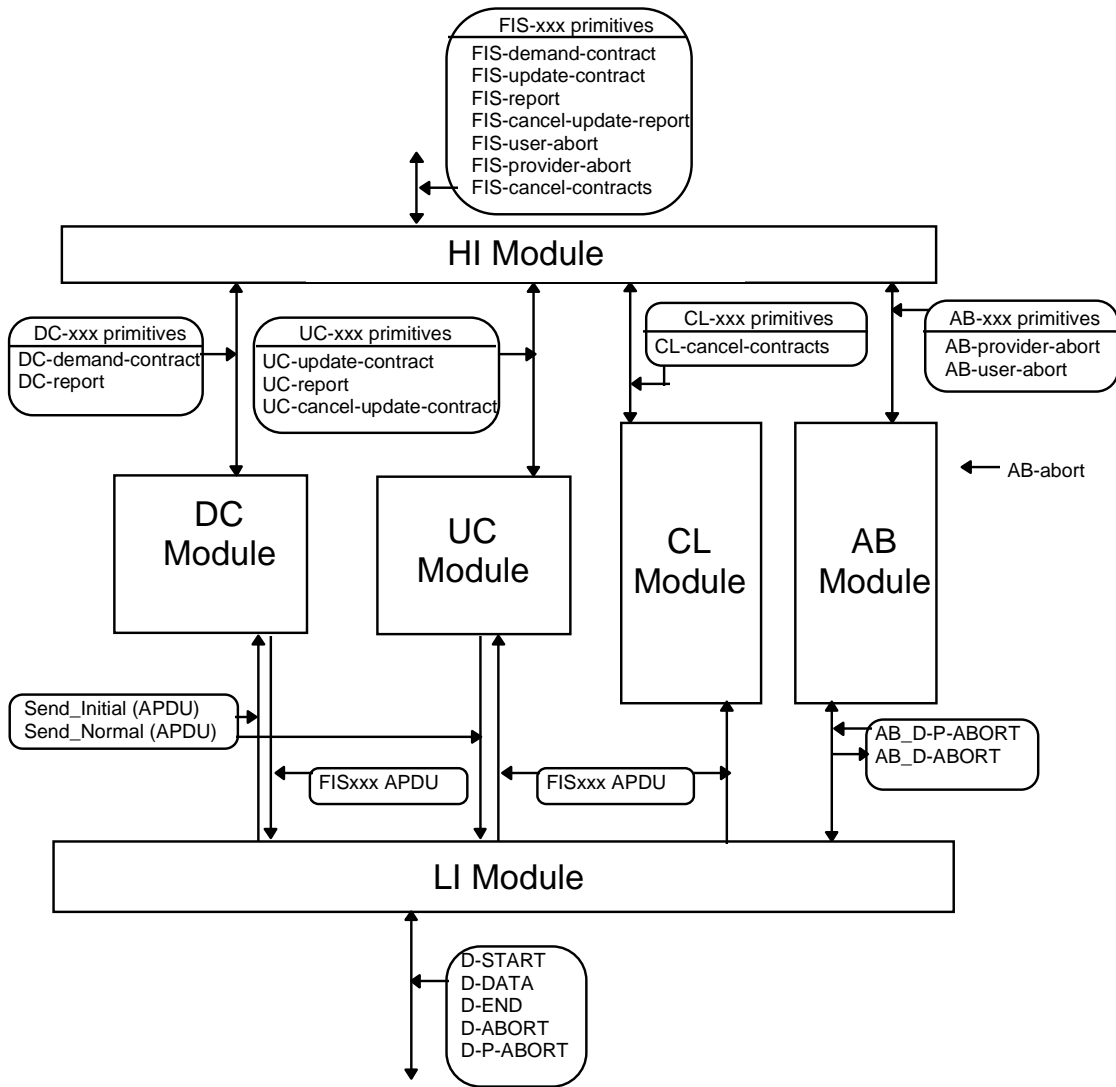 FIS-xxx primitives
FIS-demand-contract
FIS-update-contract
FIS-report
FIS-cancel-update-report
FIS-user-abort
FIS-provider-abort
FIS-cancel-contracts
HI Module
DC-xxx primitives
DC-demand-contract
DC-report
UC-xxx primitives
UC-update-contract
UC-report
UC-cancel-update-contract
CL-xxx primitives
CL-cancel-contracts
AB-xxx primitives
AB-provider-abort
AB-user-abort
AB-abort
DC
Module
UC
Module
CL
Module
AB
Module
Send_Initial (APDU)
Send_Normal (APDU)
FISxxx APDU
FISxxx APDU
AB_D-P-ABORT
AB_D-ABORT
LI Module
D-START
D-DATA
D-END
D-ABORT
D-P-ABORT